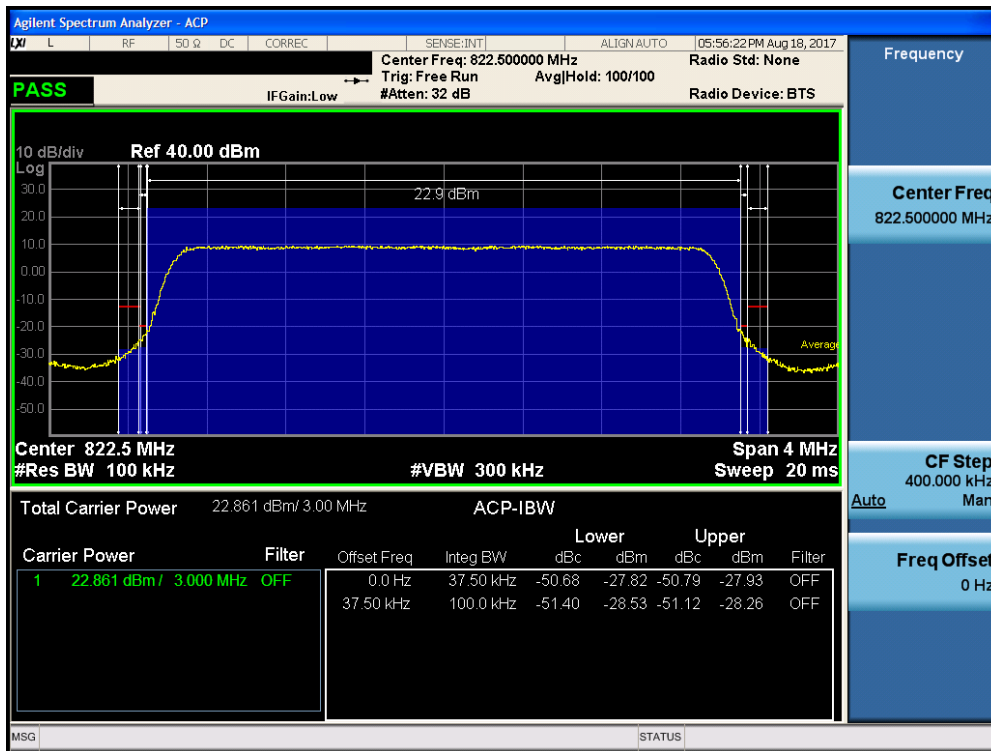 Agilent Spectrum Analyzer - ACP
LXI L RF 50 Ω DC CORREC SENSE:INT ALIGN AUTO 05:56:22 PM Aug 18, 2017
Center Freq: 822.500000 MHz Radio Std: None
Trig: Free Run Avg|Hold: 100/100
PASS IFGain:Low #Atten: 32 dB Radio Device: BTS
10 dB/div Ref 40.00 dBm
Log
30.0
22.9 dBm
20.0
10.0
0.00
-10.0
-20.0
Average
-30.0
-40.0
-50.0
Center 822.5 MHz Span 4 MHz
#Res BW 100 kHz #VBW 300 kHz Sweep 20 ms
Total Carrier Power 22.861 dBm/ 3.00 MHz ACP-IBW
Lower Upper
Carrier Power Filter Offset Freq Integ BW dBc dBm dBc dBm Filter
1 22.861 dBm / 3.000 MHz OFF 0.0 Hz 37.50 kHz -50.68 -27.82 -50.79 -27.93 OFF
37.50 kHz 100.0 kHz -51.40 -28.53 -51.12 -28.26 OFF
MSG STATUS
Frequency
Center Freq
822.500000 MHz
CF Step
400.000 kHz
Auto Man
Freq Offset
0 Hz